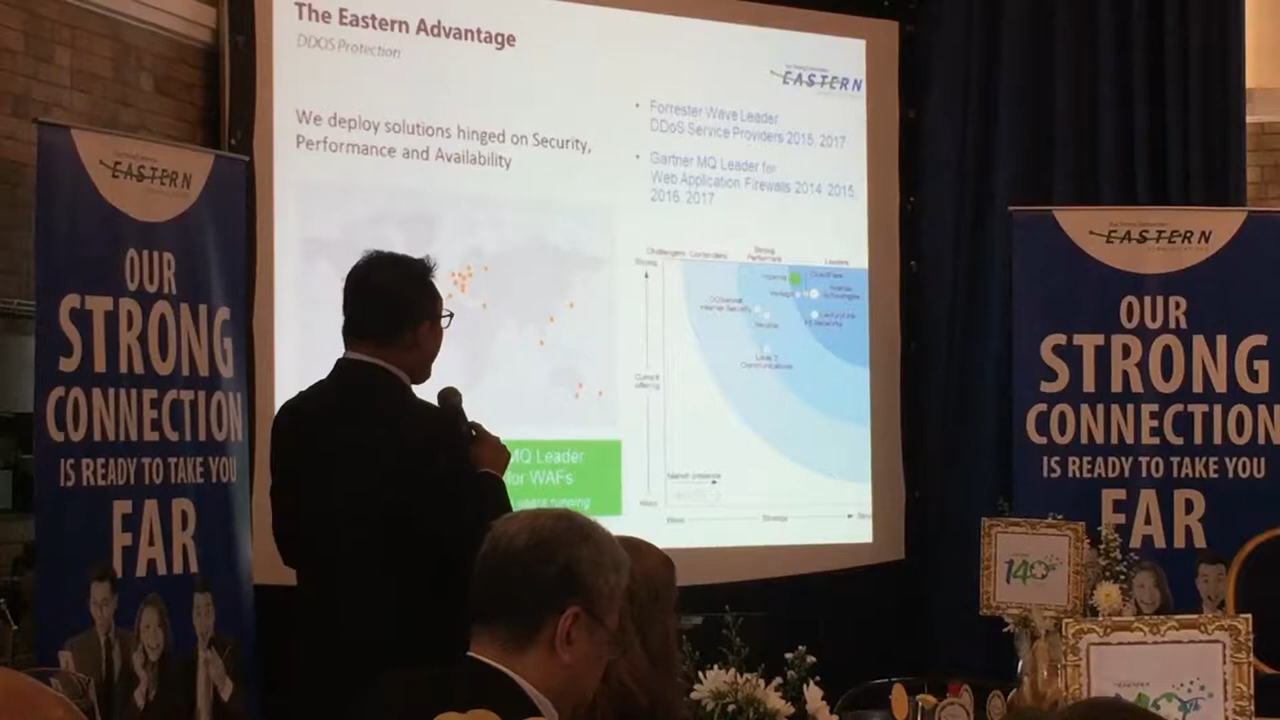 The Eastern Advantage
DDOS Protection
EASTERN
We deploy solutions hinged on Security,
Performance and Availability
• Forrester Wave Leader
DDoS Service Providers 2015, 2017
• Gartner MQ Leader for
Web Application Firewalls 2014, 2015,
2016, 2017
Challengers Contenders
Strong
Performers
Leaders
Strong
Imperva
Cloudflare
Level 3
Communications
Current
offering
Market presence
Weak
Weak
Strategy
MQ Leader
for WAFs
EASTERN
OUR
STRONG
CONNECTION
IS READY TO TAKE YOU
FAR
EASTERN
OUR
STRONG
CONNECTION
IS READY TO TAKE YOU
FAR
140